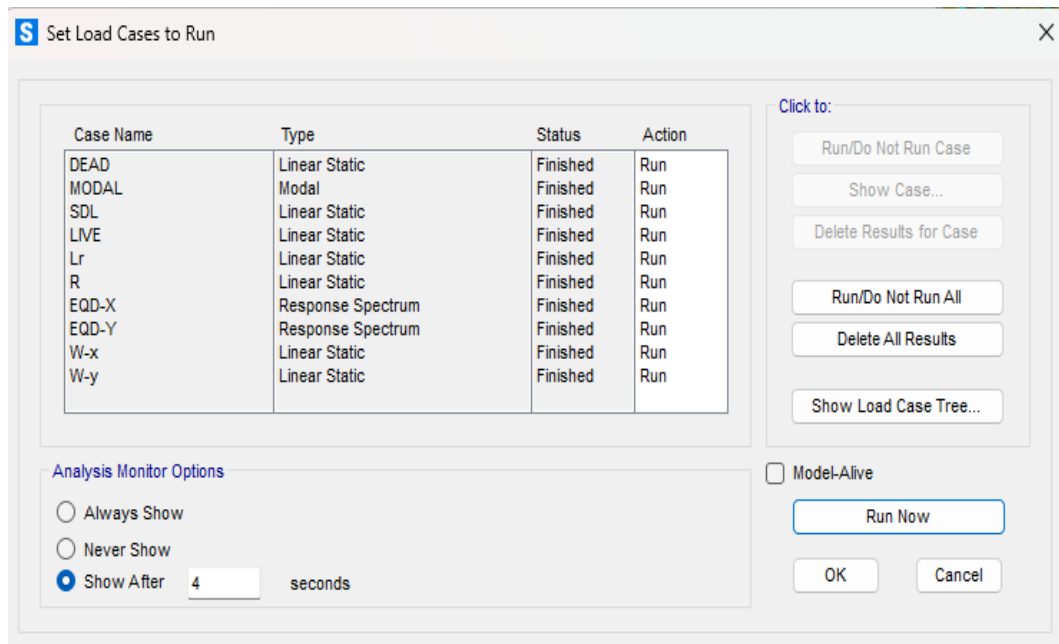 S Set Load Cases to Run
Case Name Type Status Action
DEAD Linear Static Finished Run
MODAL Modal Finished Run
SDL Linear Static Finished Run
LIVE Linear Static Finished Run
Lr Linear Static Finished Run
R Linear Static Finished Run
EQD-X Response Spectrum Finished Run
EQD-Y Response Spectrum Finished Run
W-x Linear Static Finished Run
W-y Linear Static Finished Run
Click to:
Run/Do Not Run Case
Show Case...
Delete Results for Case
Run/Do Not Run All
Delete All Results
Show Load Case Tree...
Analysis Monitor Options
Always Show
Never Show
Show After 4 seconds
Model-Alive
Run Now
OK Cancel